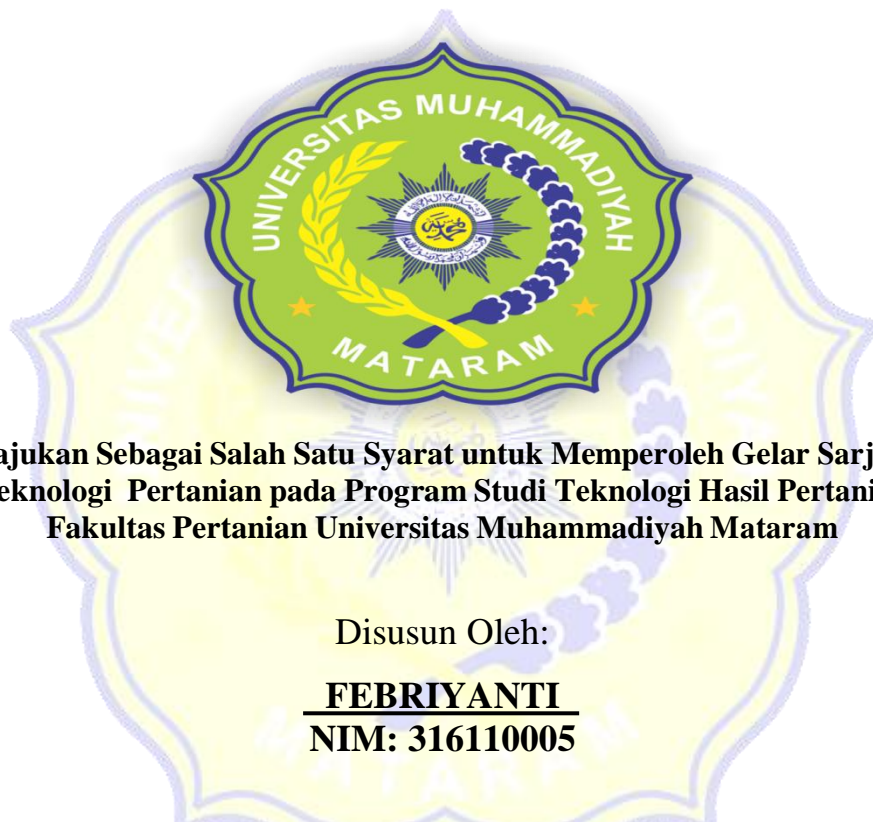 UNIVERSITAS MUHAMMADIYAH
MATARAM
ajukan Sebagai Salah Satu Syarat untuk Memperoleh Gelar Sarj
eknologi Pertanian pada Program Studi Teknologi Hasil Pertani
Fakultas Pertanian Universitas Muhammadiyah Mataram
Disusun Oleh:
FEBRIYANTI
NIM: 316110005